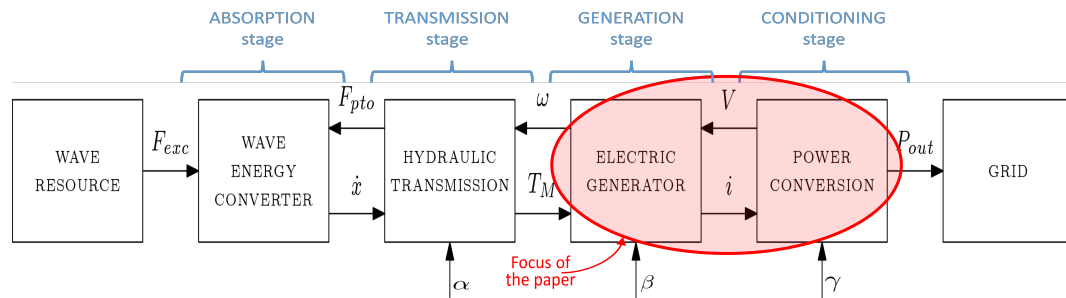 ABSORPTION
stage
TRANSMISSION
stage
GENERATION
stage
CONDITIONING
stage
F_pto
ω
V
F_exc
P_out
WAVE
RESOURCE
WAVE
ENERGY
CONVERTER
HYDRAULIC
TRANSMISSION
ELECTRIC
GENERATOR
POWER
CONVERSION
GRID
ẋ
T_M
i
Focus of
the paper
α
β
γ